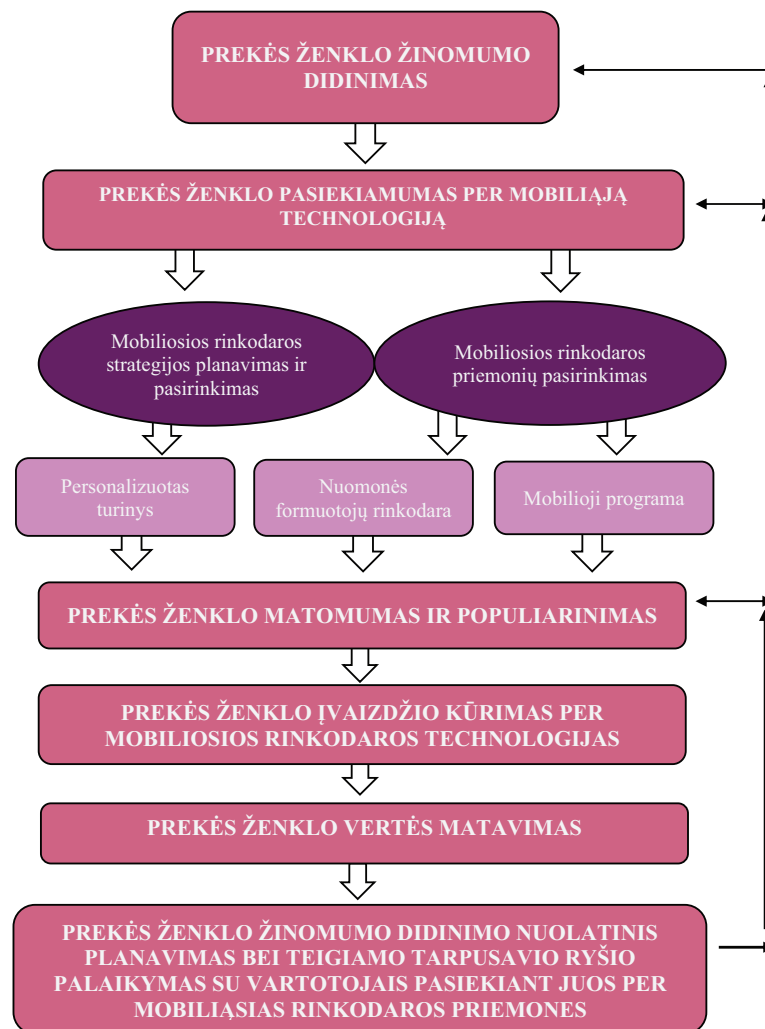 PREKĖS ŽENKLO ŽINOMUMO
DIDINIMAS
PREKĖS ŽENKLO PASIEKIAMUMAS PER MOBILIĄJĄ
TECHNOLOGIJĄ
Mobiliosios rinkodaros
strategijos planavimas ir
pasirinkimas
Mobiliosios rinkodaros
priemonių pasirinkimas
Personalizuotas
turinys
Nuomonės
formuotojų rinkodara
Mobilioji programa
PREKĖS ŽENKLO MATOMUMAS IR POPULIARINIMAS
PREKĖS ŽENKLO ĮVAIZDŽIO KŪRIMAS PER
MOBILIOSIOS RINKODAROS TECHNOLOGIJAS
PREKĖS ŽENKLO VERTĖS MATAVIMAS
PREKĖS ŽENKLO ŽINOMUMO DIDINIMO NUOLATINIS
PLANAVIMAS BEI TEIGIAMO TARPUSAVIO RYŠIO
PALAIKYMAS SU VARTOTOJAIS PASIEKIANT JUOS PER
MOBILIĄSIAS RINKODAROS PRIEMONES